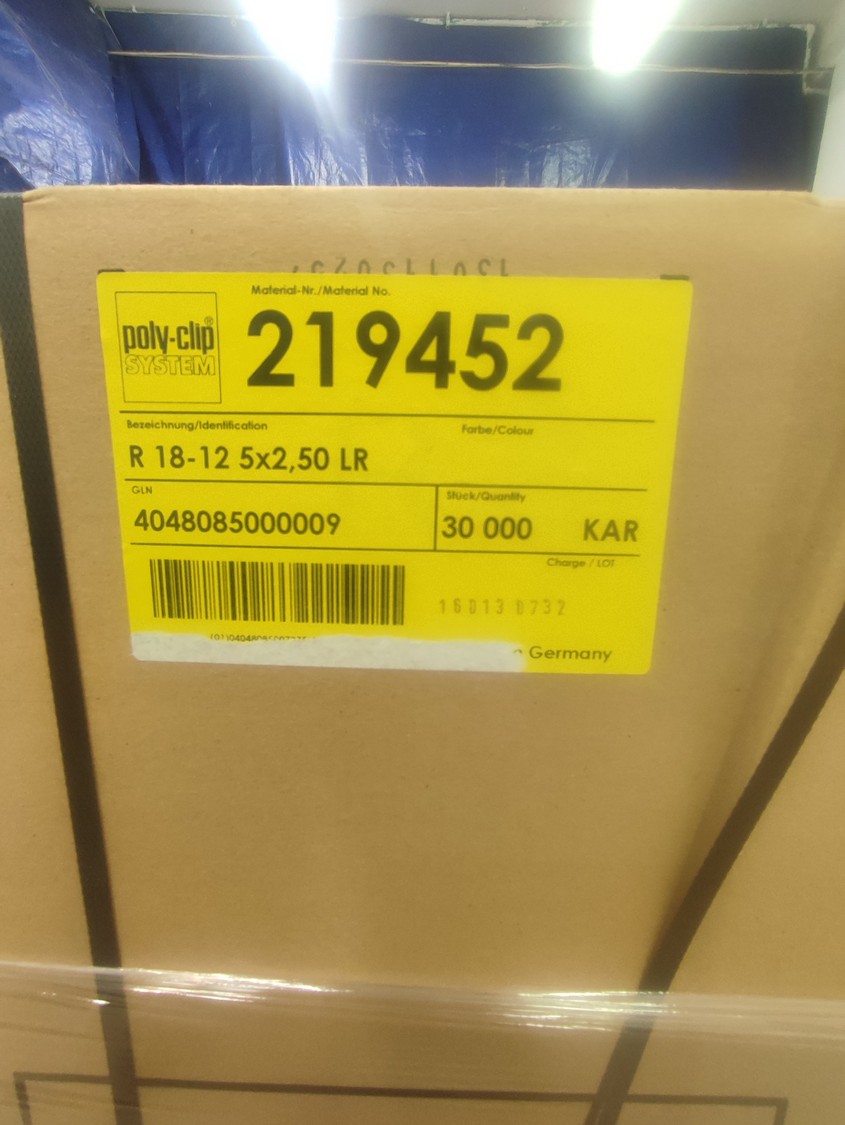 Material-Nr./Material No.
poly-clip®
SYSTEM
219452
Bezeichnung/Identification
Farbe/Colour
R 18-12 5x2,50 LR
GLN
Stück/Quantity
4048085000009
30 000 KAR
Charge / LOT
16D13 8732
Germany